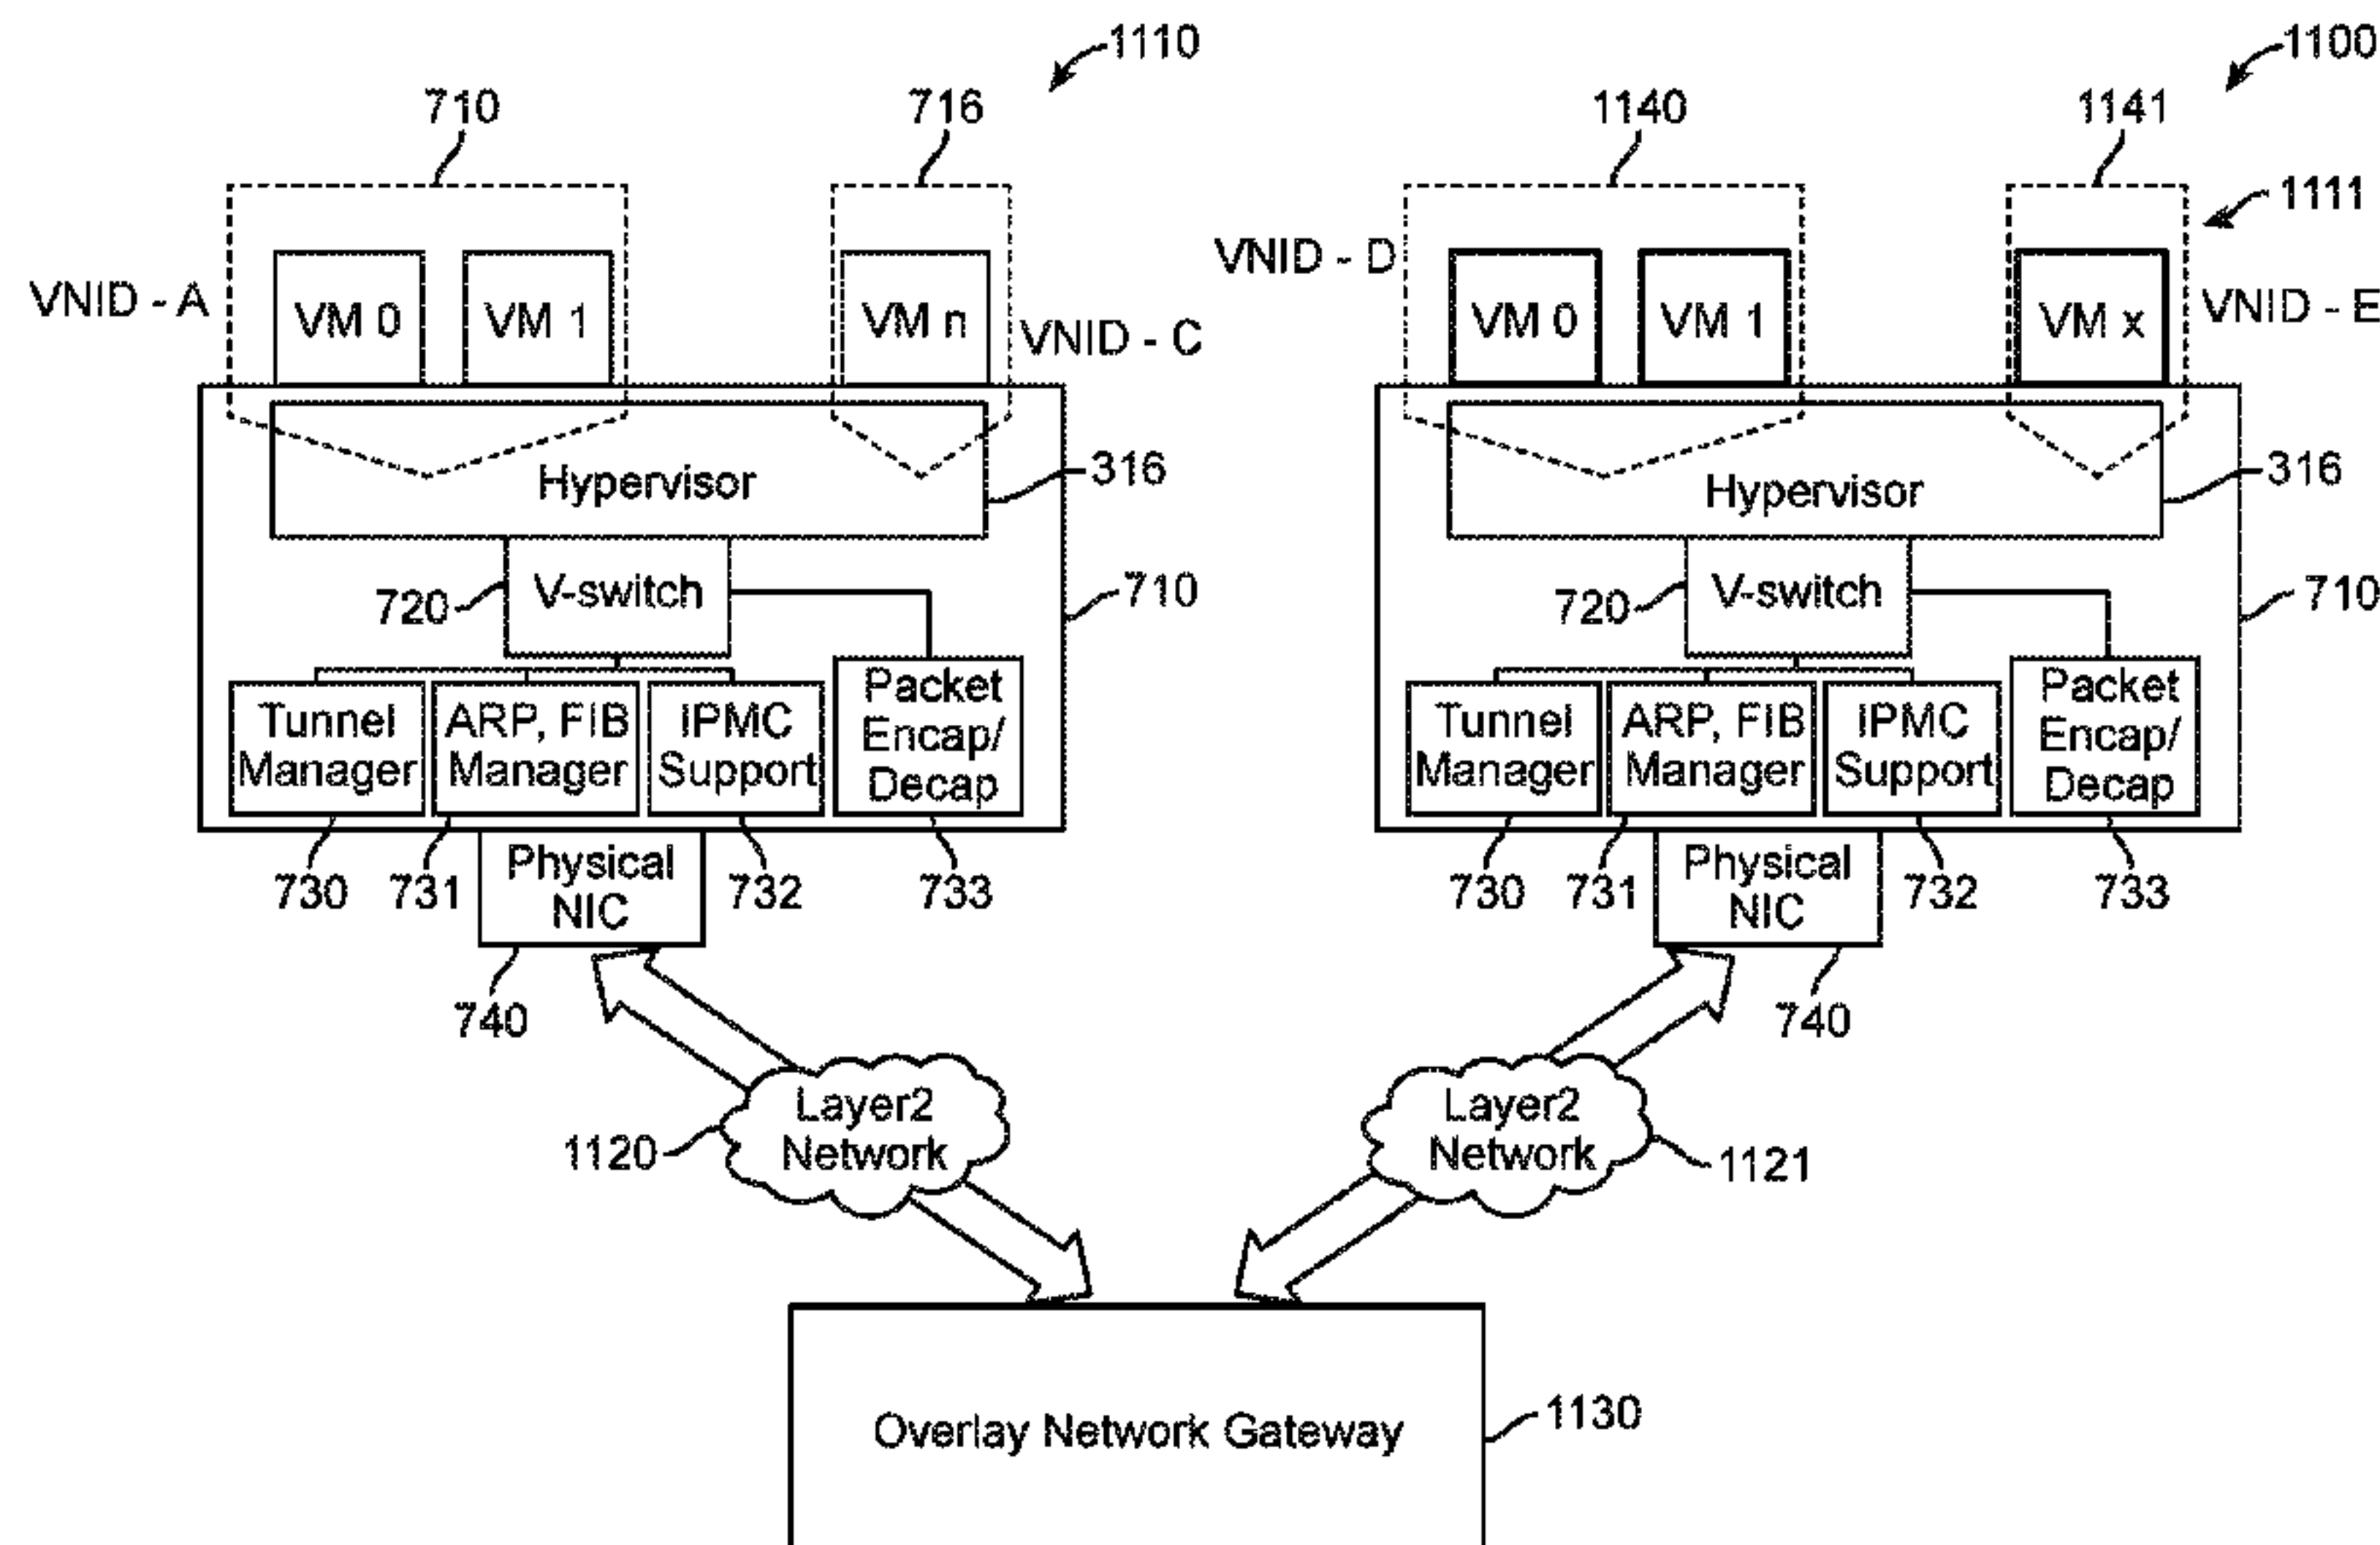 1110
1100
710
716
1140
1141
1111
VNID - A
VM 0
VM 1
VM n
VNID - C
VNID - D
VM 0
VM 1
VM x
VNID - E
Hypervisor
316
Hypervisor
316
720
V-switch
710
720
V-switch
710
Tunnel
Manager
ARP, FIB
Manager
IPMC
Support
Packet
Encap/
Decap
Tunnel
Manager
ARP, FIB
Manager
IPMC
Support
Packet
Encap/
Decap
730
731
Physical
NIC
732
733
730
731
Physical
NIC
732
733
740
740
1120
Layer2
Network
Layer2
Network
1121
Overlay Network Gateway
1130